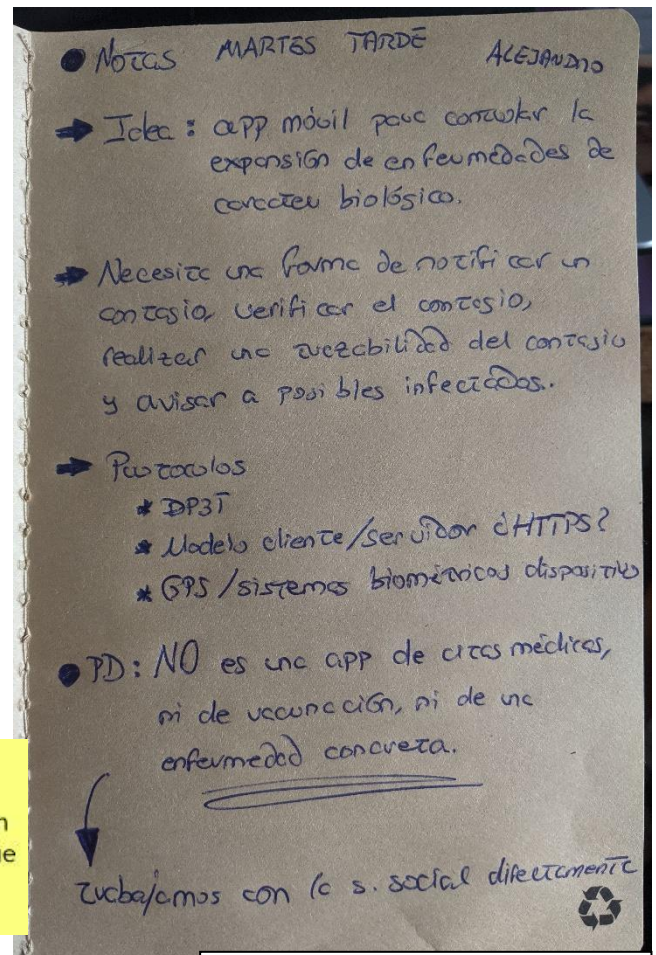 ● NOTAS MARTES TARDE ALEJANDRO
→ Idea: app móvil para controlar la
expansión de enfermedades de
caracter biológico.
→ Necesita una forma de notificar un
contagio, verificar el contagio,
realizar una trazabilidad del contagio
y avisar a posibles infectados.
→ Protocolos
* DP3T
* Modelo cliente/servidor ¿HTTPS?
* GPS/sistemas biométricos dispositivo
● PD: NO es una app de citas médicas,
ni de vacunación, ni de una
enfermedad concreta.
trabajamos con la s. social directamente